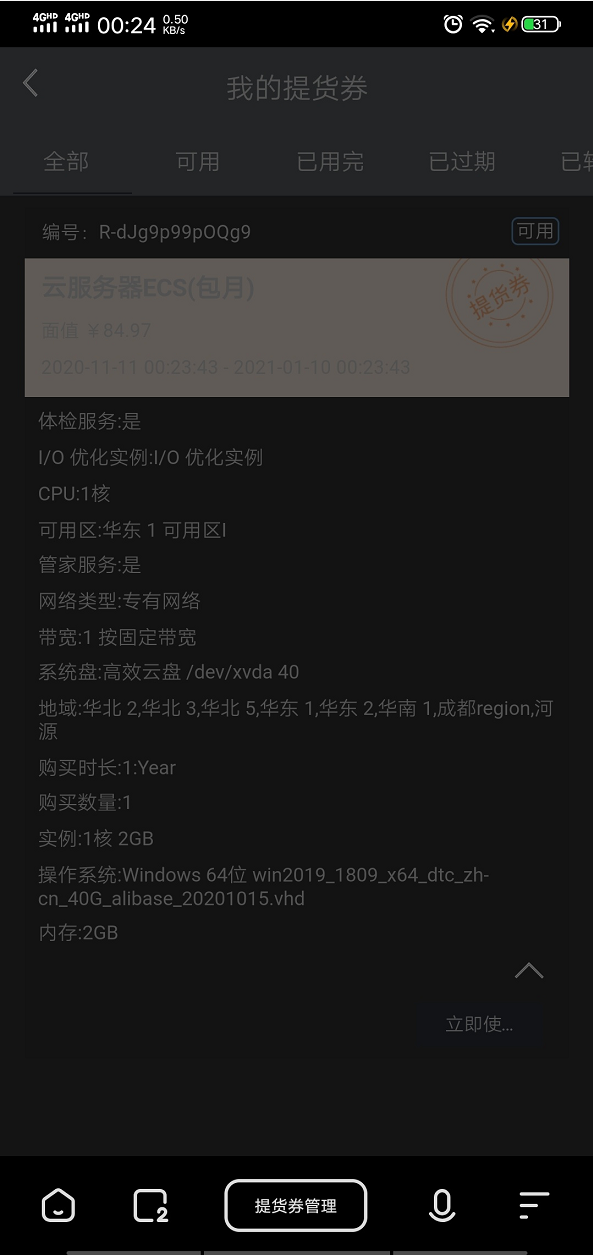 4GHD 4GHD 00:24 0.50 KB/s 31
我的提货券
全部 可用 已用完 已过期 已转
编号：R-dJg9p99pOQg9 可用
云服务器ECS(包月)
提货券
面值 ￥84.97
2020-11-11 00:23:43 - 2021-01-10 00:23:43
体检服务:是
I/O 优化实例:I/O 优化实例
CPU:1核
可用区:华东 1 可用区I
管家服务:是
网络类型:专有网络
带宽:1 按固定带宽
系统盘:高效云盘 /dev/xvda 40
地域:华北 2,华北 3,华北 5,华东 1,华东 2,华南 1,成都region,河
源
购买时长:1:Year
购买数量:1
实例:1核 2GB
操作系统:Windows 64位 win2019_1809_x64_dtc_zh-
cn_40G_alibase_20201015.vhd
内存:2GB
立即使...
2 提货券管理